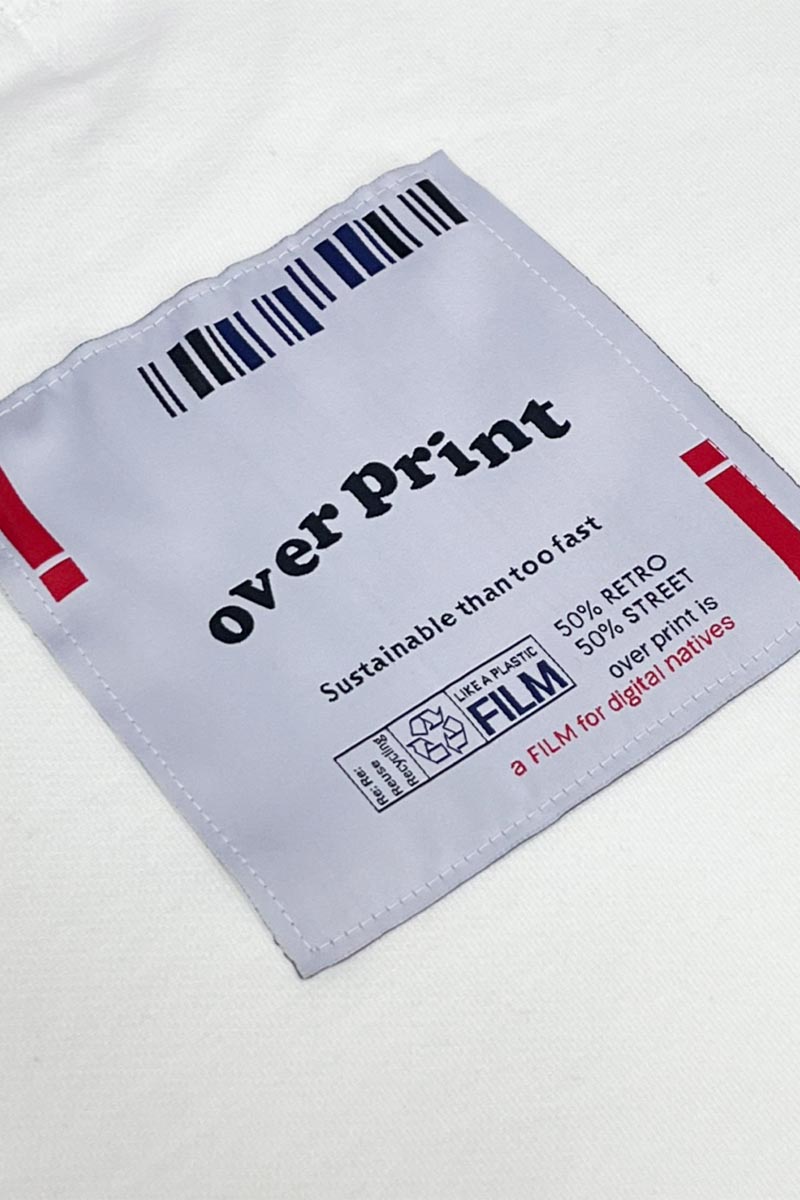 over print
Sustainable than too fast
Re: Re:
Reuse
Recycling
LIKE A PLASTIC
FILM
50% RETRO
50% STREET
over print is
a FILM for digital natives